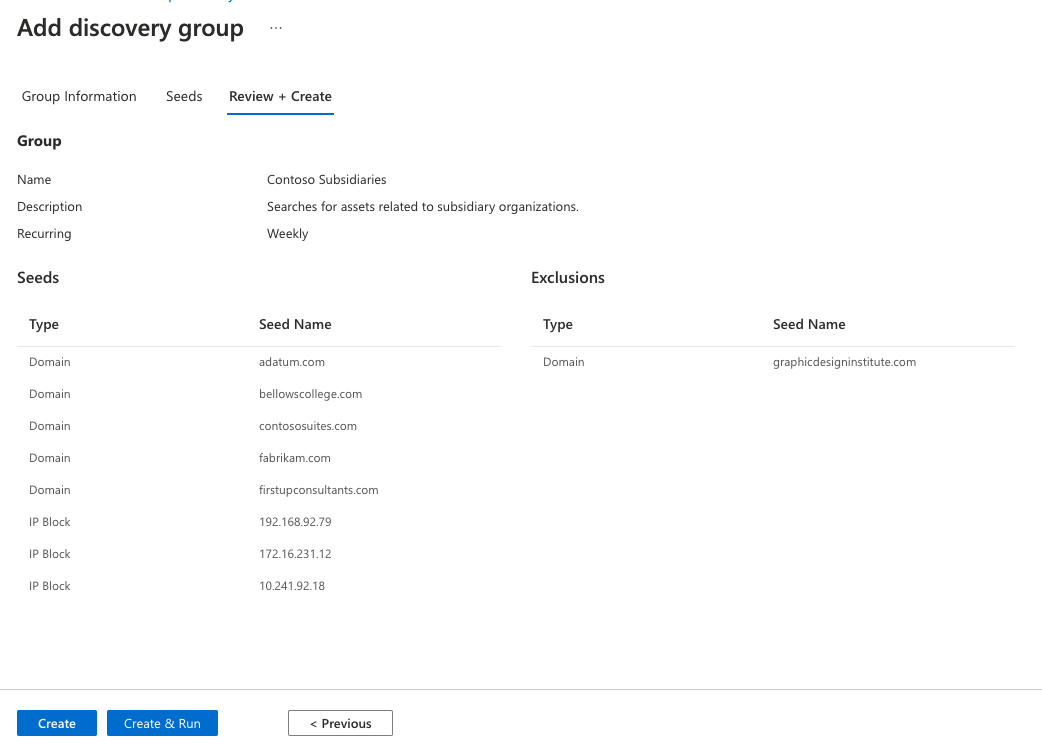 Add discovery group ...
Group Information Seeds Review + Create
Group
Name Contoso Subsidiaries
Description Searches for assets related to subsidiary organizations.
Recurring Weekly
Seeds Exclusions
Type Seed Name Type Seed Name
Domain adatum.com Domain graphicdesigninstitute.com
Domain bellowscollege.com
Domain contososuites.com
Domain fabrikam.com
Domain firstupconsultants.com
IP Block 192.168.92.79
IP Block 172.16.231.12
IP Block 10.241.92.18
Create Create & Run < Previous